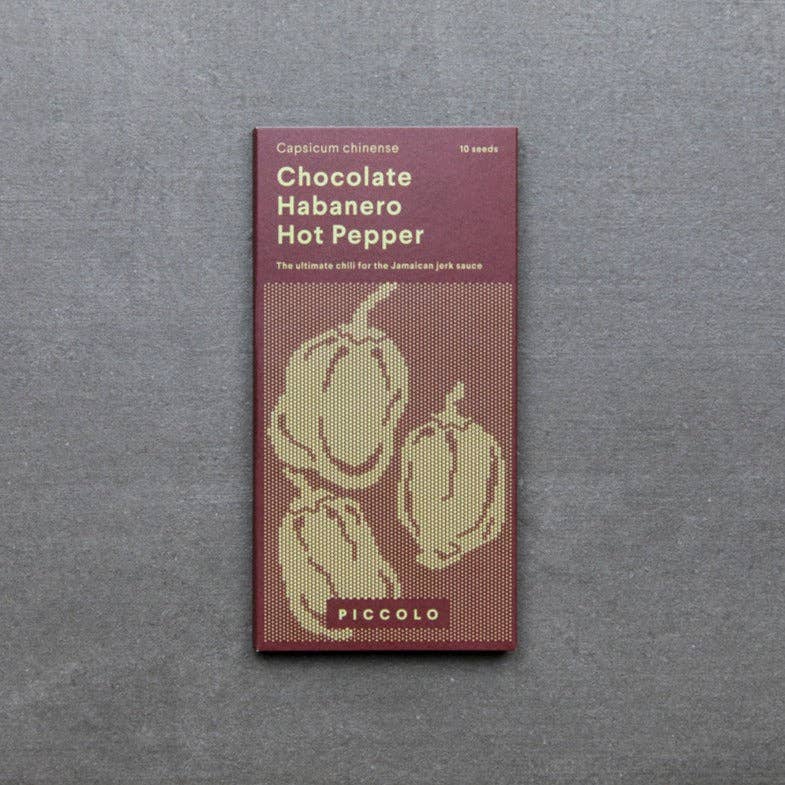 Capsicum chinense
10 seeds
Chocolate
Habanero
Hot Pepper
The ultimate chili for the Jamaican jerk sauce
PICCOLO